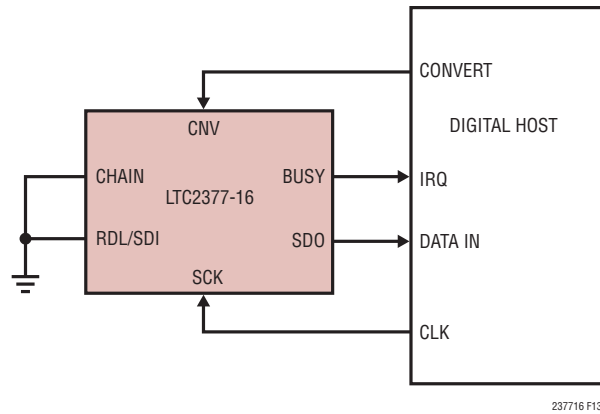 CONVERT
CNV
DIGITAL HOST
CHAIN
BUSY
IRQ
LTC2377-16
RDL/SDI
SDO
DATA IN
SCK
CLK
237716 F13